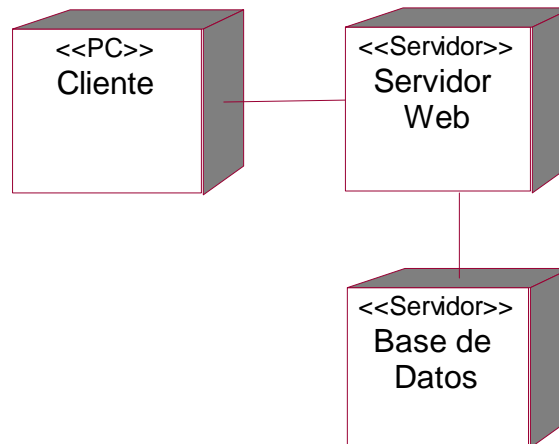 <<PC>>
Cliente
<<Servidor>>
Servidor
Web
<<Servidor>>
Base de
Datos